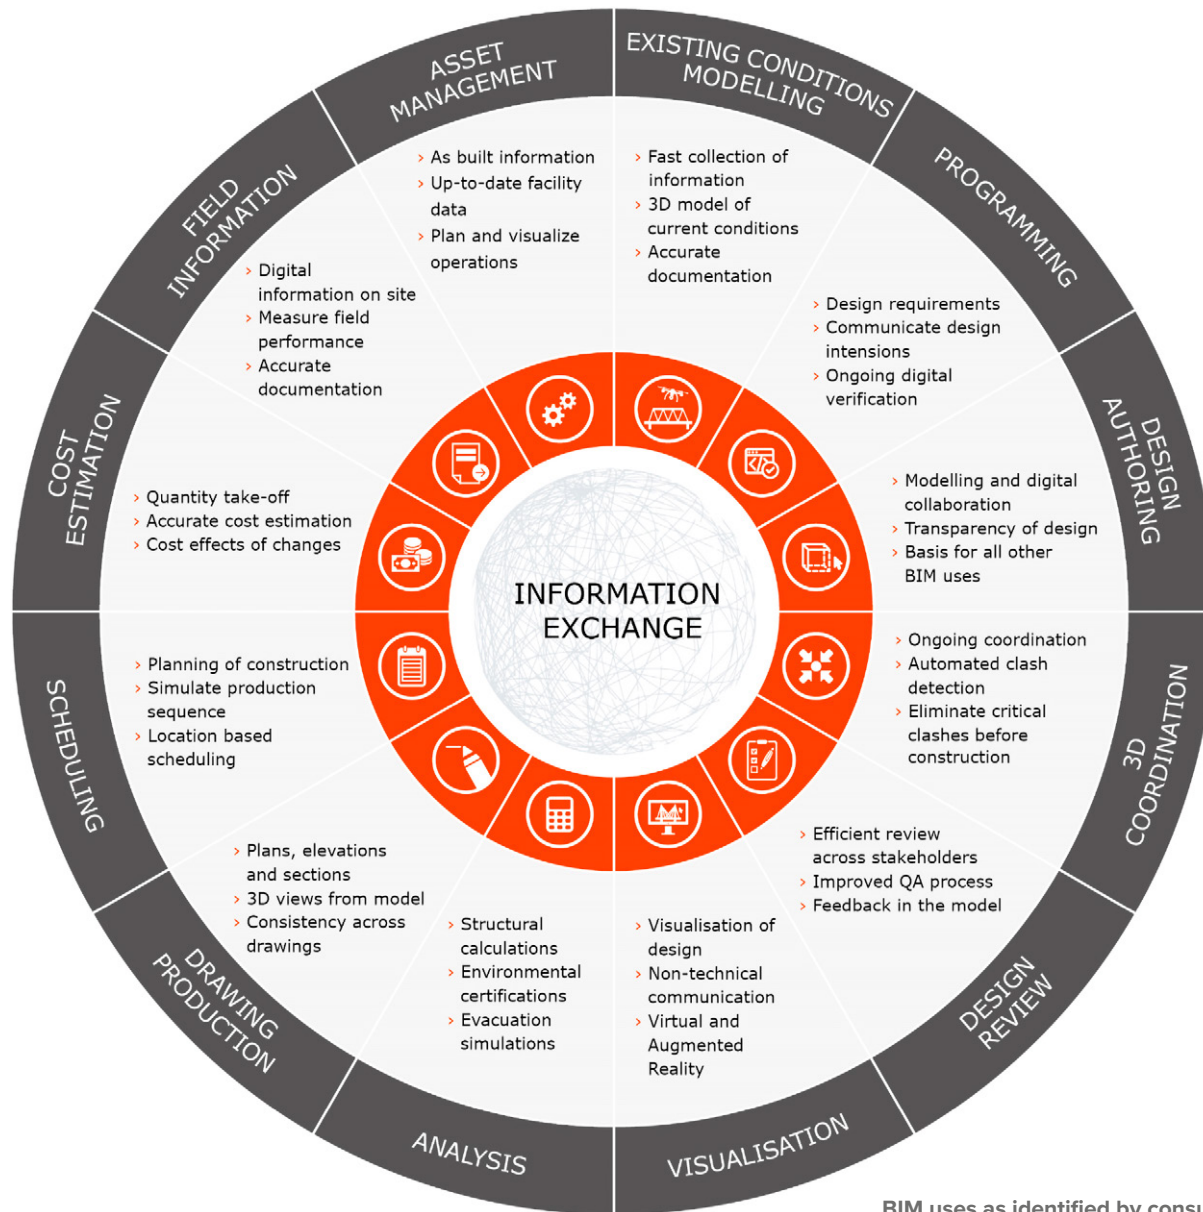 EXISTING CONDITIONS
MODELLING
> Fast collection of
information
> 3D model of
current conditions
> Accurate
documentation
PROGRAMMING
> Design requirements
> Communicate design
intensions
> Ongoing digital
verification
DESIGN
AUTHORING
> Modelling and digital
collaboration
> Transparency of design
> Basis for all other
BIM uses
3D
COORDINATION
> Ongoing coordination
> Automated clash
detection
> Eliminate critical
clashes before
construction
DESIGN
REVIEW
> Efficient review
across stakeholders
> Improved QA process
> Feedback in the model
VISUALISATION
> Visualisation of
design
> Non-technical
communication
> Virtual and
Augmented
Reality
ANALYSIS
> Structural
calculations
> Environmental
certifications
> Evacuation
simulations
DRAWING
PRODUCTION
> Plans, elevations
and sections
> 3D views from model
> Consistency across
drawings
SCHEDULING
> Planning of construction
> Simulate production
sequence
> Location based
scheduling
COST
ESTIMATION
> Quantity take-off
> Accurate cost estimation
> Cost effects of changes
FIELD
INFORMATION
> Digital
information on site
> Measure field
performance
> Accurate
documentation
ASSET
MANAGEMENT
> As built information
> Up-to-date facility
data
> Plan and visualize
operations
INFORMATION
EXCHANGE
BIM uses as identified by